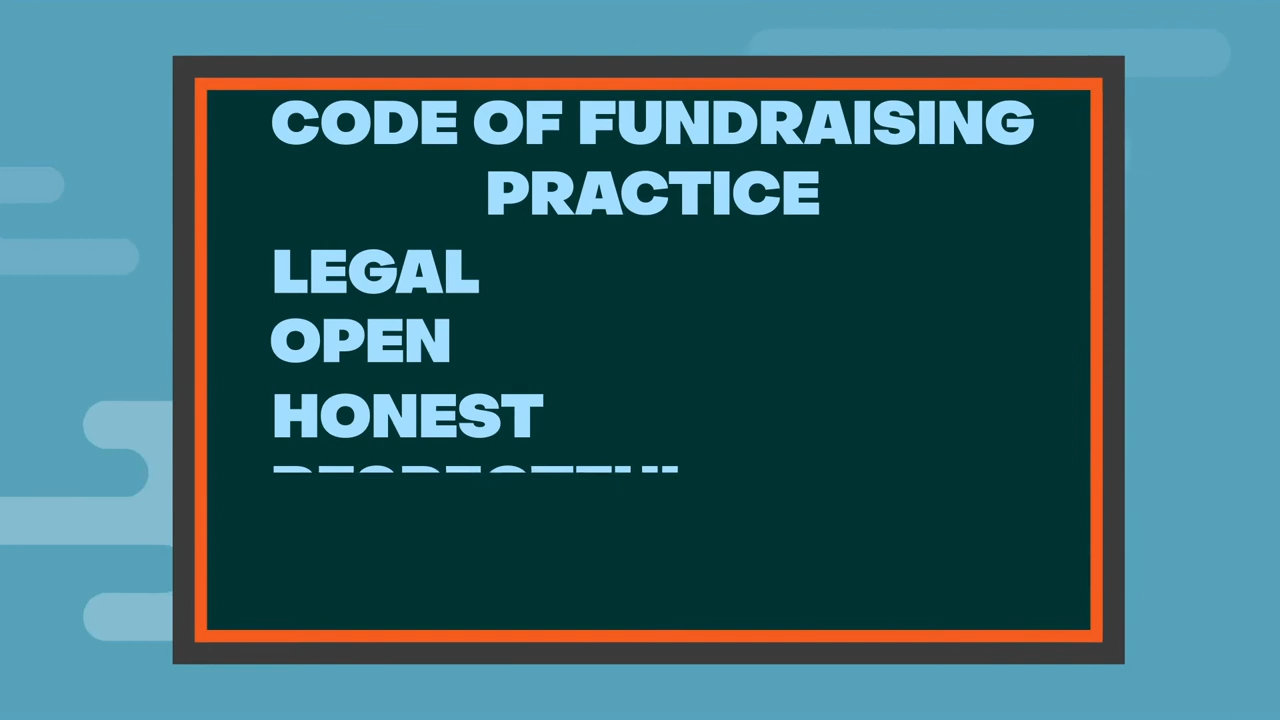 CODE OF FUNDRAISING
PRACTICE
LEGAL
OPEN
HONEST